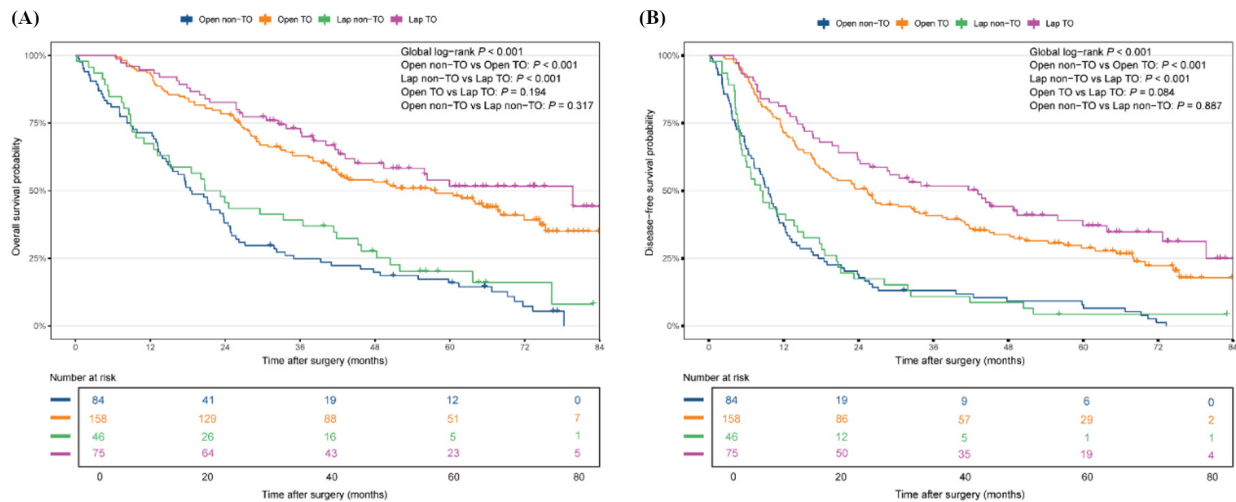 (A)
Open non-TO Open TO Lap non-TO Lap TO
Global log-rank P < 0.001
Open non-TO vs Open TO: P < 0.001
Lap non-TO vs Lap TO: P < 0.001
Open TO vs Lap TO: P = 0.194
Open non-TO vs Lap non-TO: P = 0.317
Overall survival probability
100%
75%
50%
25%
0%
0 12 24 36 48 60 72 84
Time after surgery (months)
Number at risk
84 41 19 12 0
158 129 88 51 7
46 26 16 5 1
75 64 43 23 5
0 20 40 60 80
Time after surgery (months)
(B)
Open non-TO Open TO Lap non-TO Lap TO
Global log-rank P < 0.001
Open non-TO vs Open TO: P < 0.001
Lap non-TO vs Lap TO: P < 0.001
Open TO vs Lap TO: P = 0.084
Open non-TO vs Lap non-TO: P = 0.887
Disease-free survival probability
100%
75%
50%
25%
0%
0 12 24 36 48 60 72 84
Time after surgery (months)
Number at risk
84 19 9 6 0
158 86 57 29 2
46 12 5 1 1
75 50 35 19 4
0 20 40 60 80
Time after surgery (months)